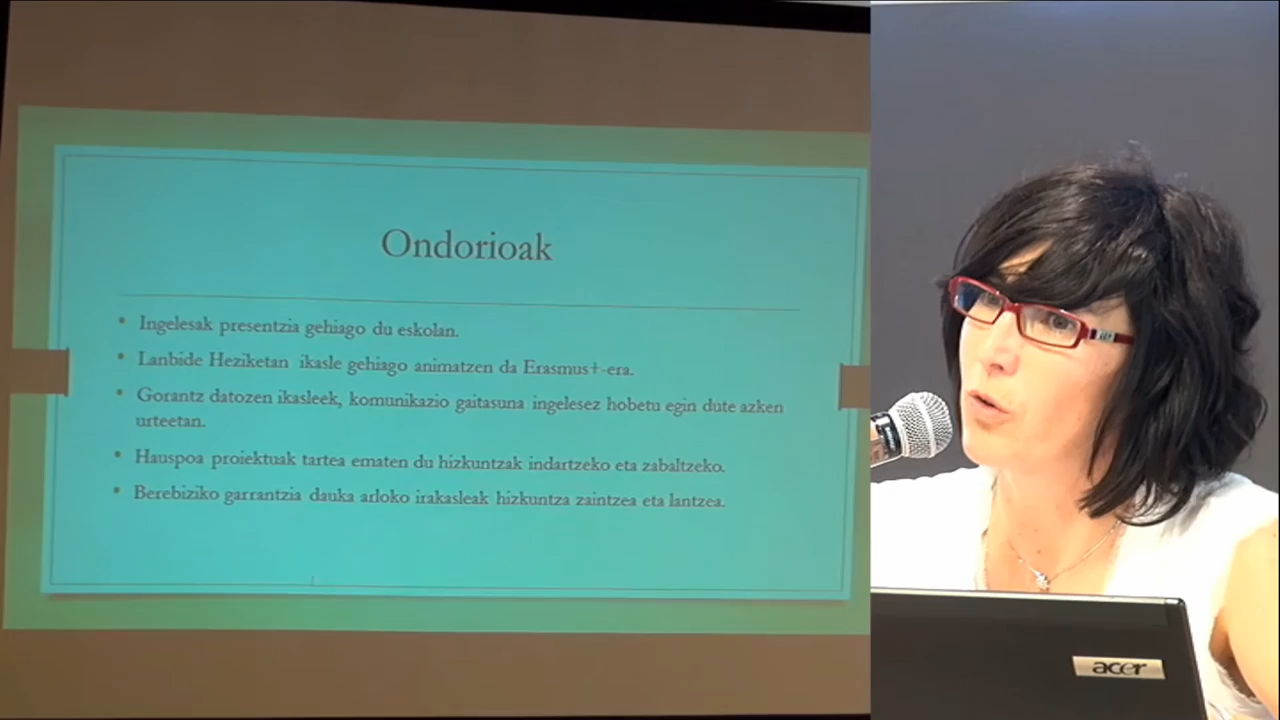 Ondorioak
• Ingelesak presentzia gehiago du eskolan.
• Lanbide Heziketan ikasle gehiago animatzen da Erasmus+-era.
• Gorantz datozen ikasleek, komunikazio gaitasuna ingelesez hobetu egin dute azken
urteetan.
• Hauspoa proiektuak tartea ematen du hizkuntzak indartzeko eta zabaltzeko.
• Berebiziko garrantzia dauka arloko irakasleak hizkuntza zaintzea eta lantzea.
acer